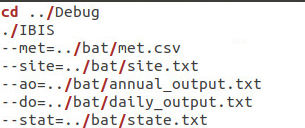 cd ../Debug
./IBIS
--met=../bat/met.csv
--site=../bat/site.txt
--ao=../bat/annual_output.txt
--do=../bat/daily_output.txt
--stat=../bat/state.txt